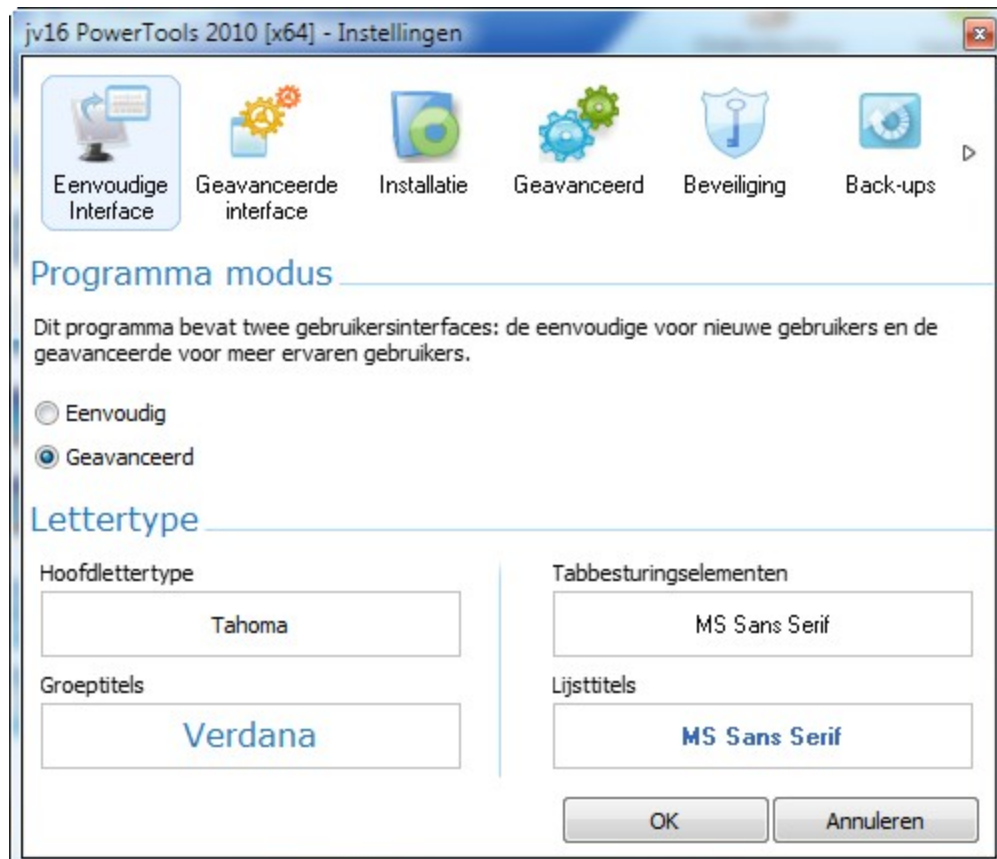 jv16 PowerTools 2010 [x64] - Instellingen
Eenvoudige
Interface
Geavanceerde
interface
Installatie
Geavanceerd
Beveiliging
Back-ups
Programma modus
Dit programma bevat twee gebruikersinterfaces: de eenvoudige voor nieuwe gebruikers en de
geavanceerde voor meer ervaren gebruikers.
Eenvoudig
Geavanceerd
Lettertype
Hoofdlettertype
Tahoma
Tabbesturingselementen
MS Sans Serif
Groeptitels
Verdana
Lijsttitels
MS Sans Serif
OK
Annuleren